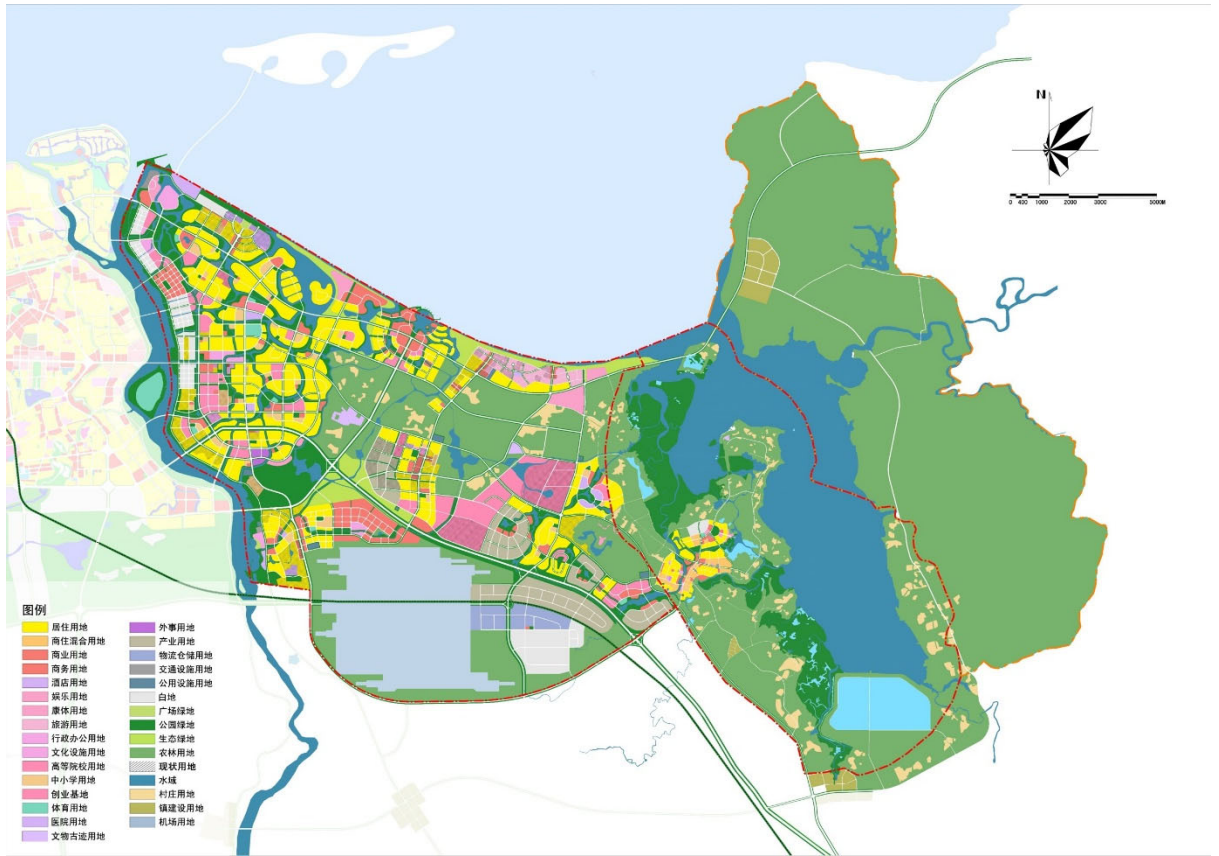 N
0 400 1000 2000 3000 5000M
图例
居住用地
商住混合用地
商业用地
商务用地
酒店用地
娱乐用地
康体用地
旅游用地
行政办公用地
文化设施用地
高等院校用地
中小学用地
创业基地
体育用地
医院用地
文物古迹用地
外事用地
产业用地
物流仓储用地
交通设施用地
公用设施用地
白地
广场绿地
公园绿地
生态绿地
农林用地
现状用地
水域
村庄用地
镇建设用地
机场用地